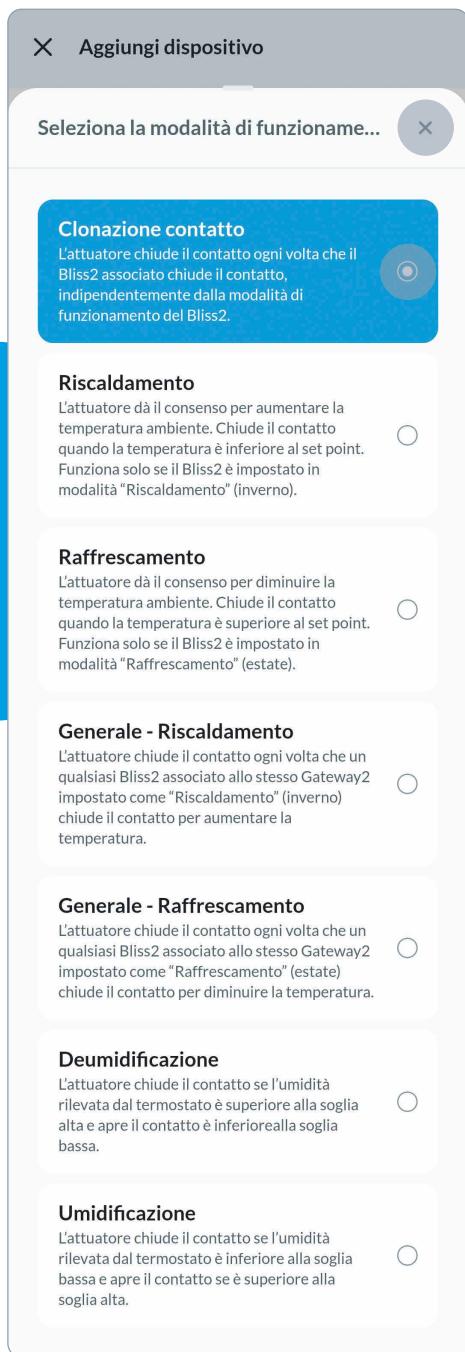 Aggiungi dispositivo
Seleziona la modalità di funzioname...
Clonazione contatto
L'attuatore chiude il contatto ogni volta che il
Bliss2 associato chiude il contatto,
indipendentemente dalla modalità di
funzionamento del Bliss2.
Riscaldamento
L'attuatore dà il consenso per aumentare la
temperatura ambiente. Chiude il contatto
quando la temperatura è inferiore al set point.
Funziona solo se il Bliss2 è impostato in
modalità “Riscaldamento” (inverno).
Raffrescamento
L'attuatore dà il consenso per diminuire la
temperatura ambiente. Chiude il contatto
quando la temperatura è superiore al set point.
Funziona solo se il Bliss2 è impostato in
modalità “Raffrescamento” (estate).
Generale - Riscaldamento
L'attuatore chiude il contatto ogni volta che un
qualsiasi Bliss2 associato allo stesso Gateway2
impostato come “Riscaldamento” (inverno)
chiude il contatto per aumentare la
temperatura.
Generale - Raffrescamento
L'attuatore chiude il contatto ogni volta che un
qualsiasi Bliss2 associato allo stesso Gateway2
impostato come “Raffrescamento” (estate)
chiude il contatto per diminuire la temperatura.
Deumidificazione
L'attuatore chiude il contatto se l'umidità
rilevata dal termostato è superiore alla soglia
alta e apre il contatto è inferiorealla soglia
bassa.
Umidificazione
L'attuatore chiude il contatto se l'umidità
rilevata dal termostato è inferiore alla soglia
bassa e apre il contatto se è superiore alla
soglia alta.